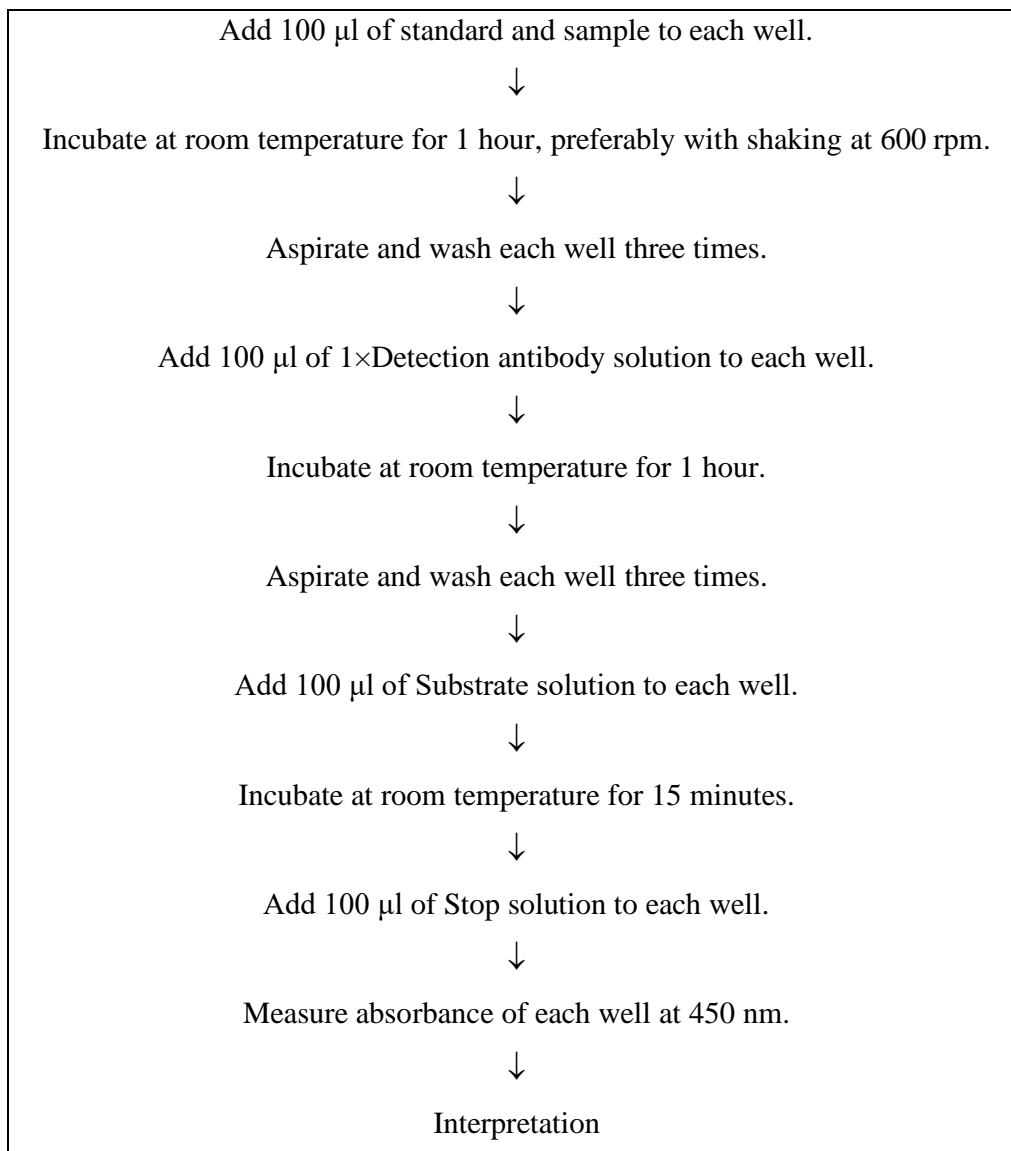 Add 100 μl of standard and sample to each well.
↓
Incubate at room temperature for 1 hour, preferably with shaking at 600 rpm.
↓
Aspirate and wash each well three times.
↓
Add 100 μl of 1×Detection antibody solution to each well.
↓
Incubate at room temperature for 1 hour.
↓
Aspirate and wash each well three times.
↓
Add 100 μl of Substrate solution to each well.
↓
Incubate at room temperature for 15 minutes.
↓
Add 100 μl of Stop solution to each well.
↓
Measure absorbance of each well at 450 nm.
↓
Interpretation